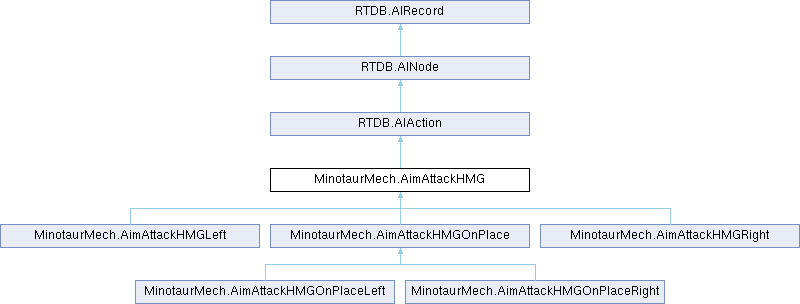 RTDB.AIRecord
RTDB.AINode
RTDB.AIAction
MinotaurMech.AimAttackHMG
MinotaurMech.AimAttackHMGLeft
MinotaurMech.AimAttackHMGOnPlace
MinotaurMech.AimAttackHMGRight
MinotaurMech.AimAttackHMGOnPlaceLeft
MinotaurMech.AimAttackHMGOnPlaceRight